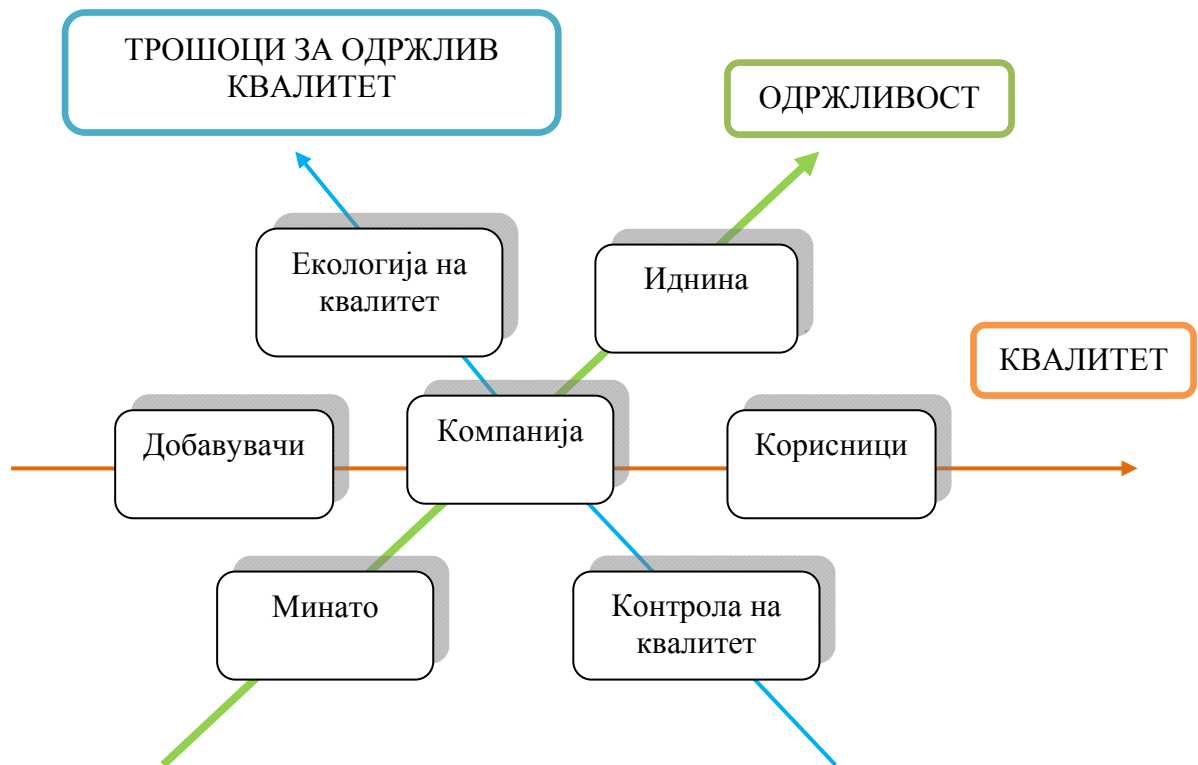 ТРОШОЦИ ЗА ОДРЖЛИВ
КВАЛИТЕТ
ОДРЖЛИВОСТ
Екологија на
квалитет
Иднина
КВАЛИТЕТ
Добавувачи
Компанија
Корисници
Минато
Контрола на
квалитет